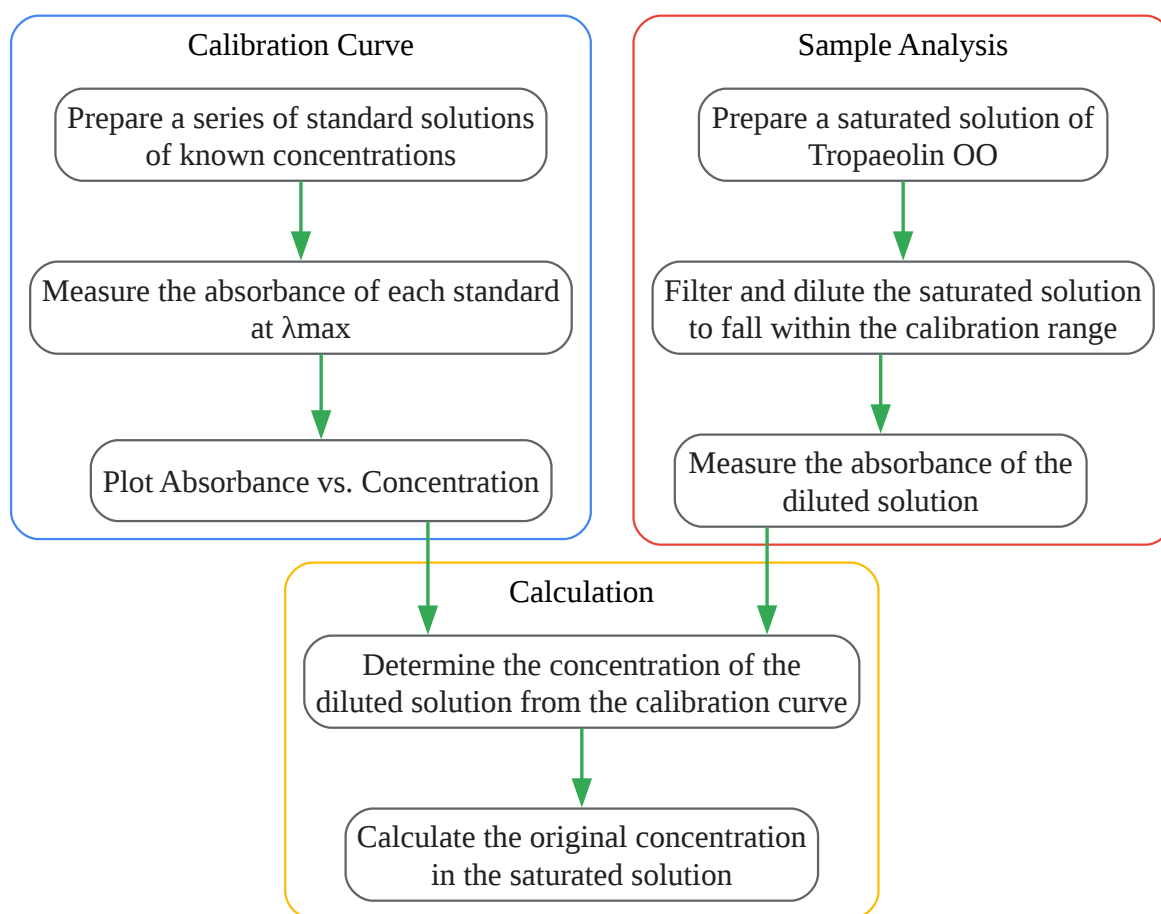 Calibration Curve
Prepare a series of standard solutions
of known concentrations
Measure the absorbance of each standard
at λmax
Plot Absorbance vs. Concentration
Sample Analysis
Prepare a saturated solution of
Tropaeolin OO
Filter and dilute the saturated solution
to fall within the calibration range
Measure the absorbance of the
diluted solution
Calculation
Determine the concentration of the
diluted solution from the calibration curve
Calculate the original concentration
in the saturated solution